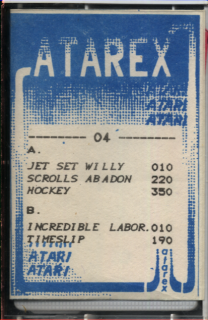 ATAREX
ATARI
ATARI
ATARI
-------- 04 --------
A.
JET SET WILLY 010
SCROLLS ABADON 220
HOCKEY 350
B.
INCREDIBLE LABOR.010
TIMESLIP 190
ATARI
ATARI
atarex